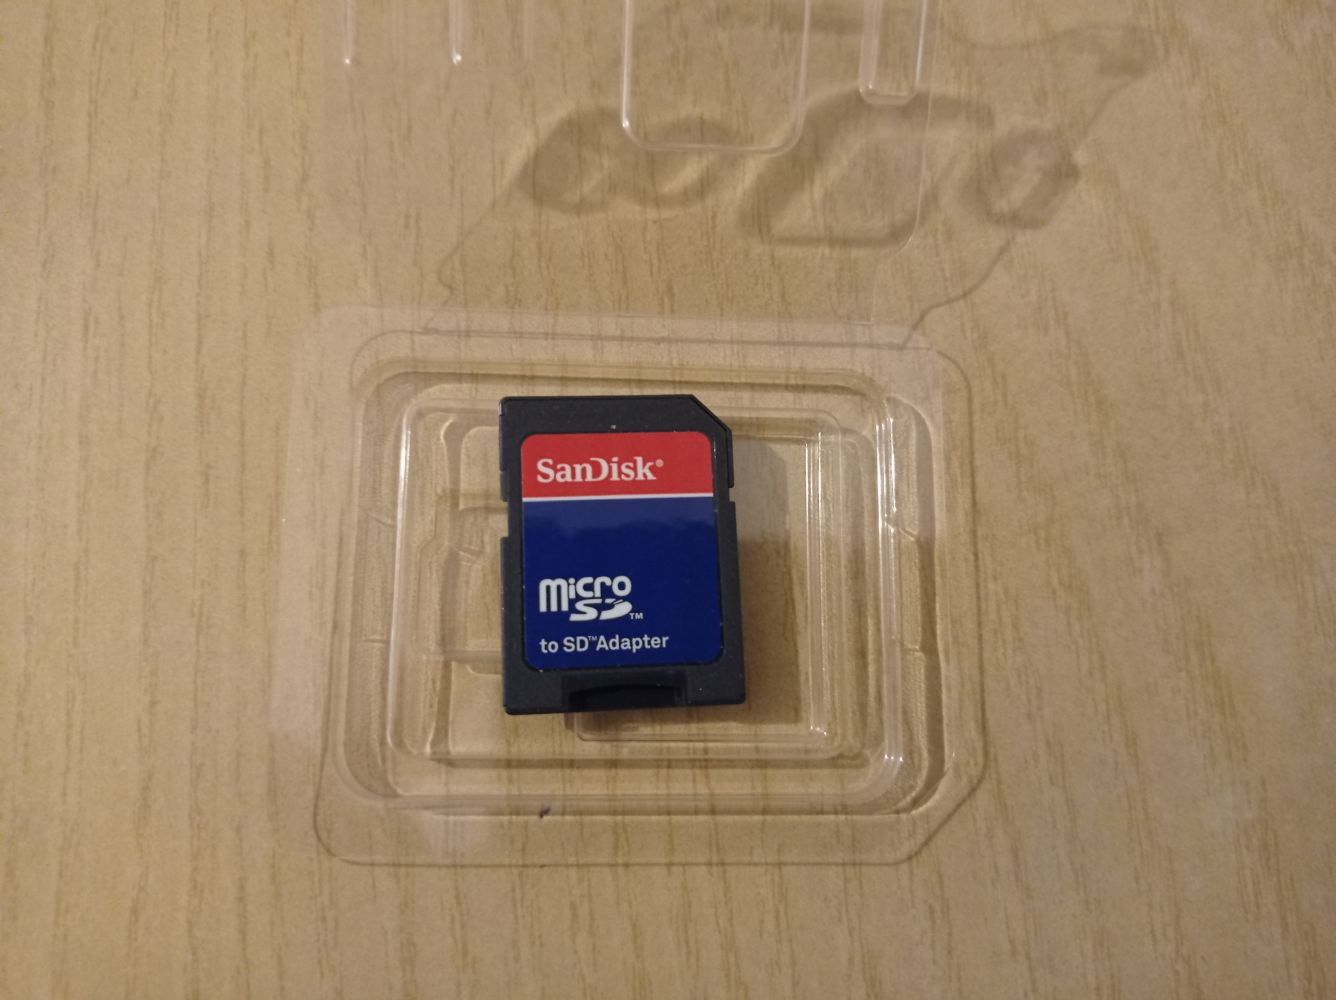 SanDisk®
micro
SD™
to SD™Adapter